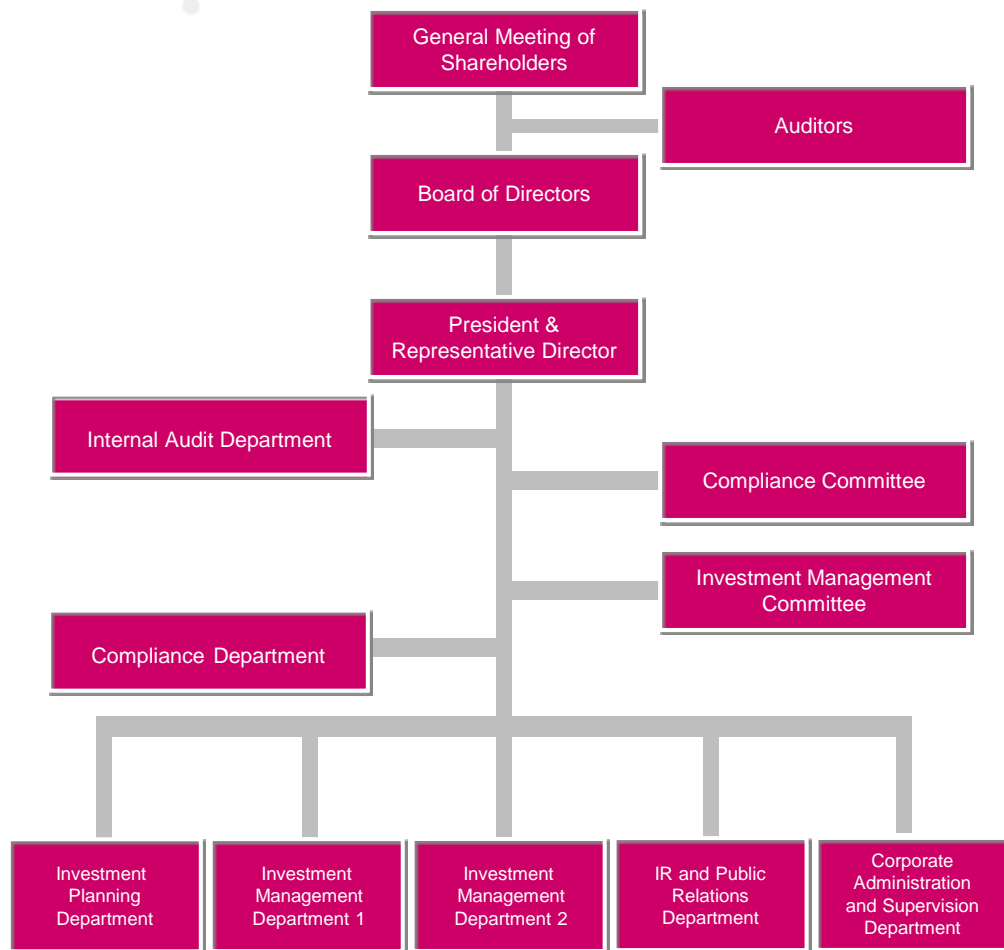 General Meeting of
Shareholders
Auditors
Board of Directors
President &
Representative Director
Internal Audit Department
Compliance Committee
Investment Management
Committee
Compliance Department
Investment
Planning
Department
Investment
Management
Department 1
Investment
Management
Department 2
IR and Public
Relations
Department
Corporate
Administration
and Supervision
Department